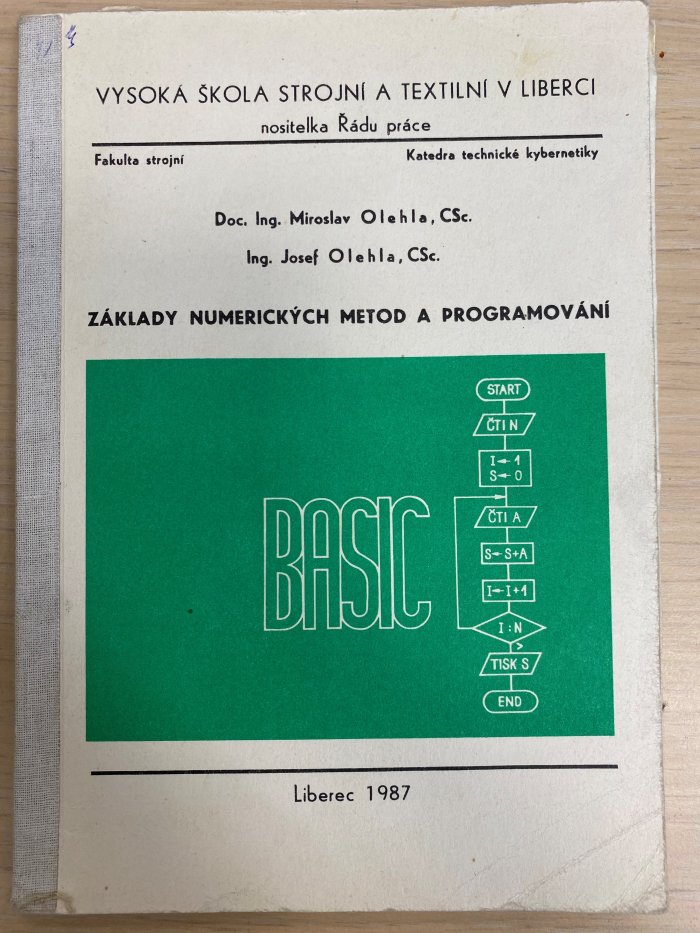 VYSOKÁ ŠKOLA STROJNÍ A TEXTILNÍ V LIBERCI
nositelka Řádu práce
Fakulta strojní
Katedra technické kybernetiky
Doc. Ing. Miroslav Olehla, CSc.
Ing. Josef Olehla, CSc.
ZÁKLADY NUMERICKÝCH METOD A PROGRAMOVÁNÍ
BASIC
START
ČTI N
I ← 1
S ← 0
ČTI A
S ← S+A
I ← I+1
I : N
>
TISK S
END
Liberec 1987